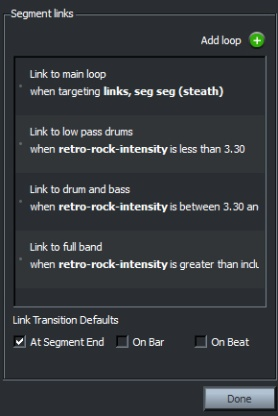 Segment links
Add loop
Link to main loop
when targeting links, seg seg (steath)
Link to low pass drums
when retro-rock-intensity is less than 3.30
Link to drum and bass
when retro-rock-intensity is between 3.30 an
Link to full band
when retro-rock-intensity is greater than inclu
Link Transition Defaults
At Segment End On Bar On Beat
Done